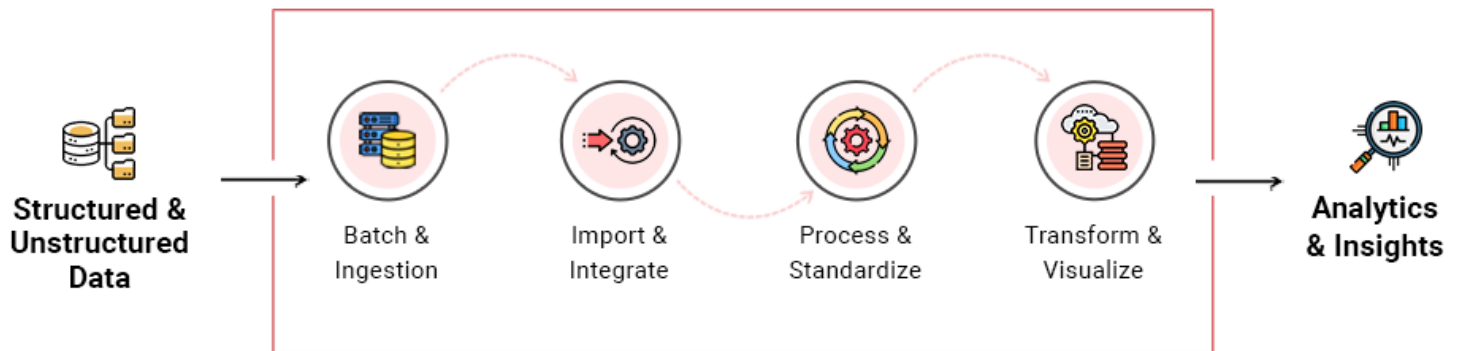 Structured &
Unstructured
Data
Batch &
Ingestion
Import &
Integrate
Process &
Standardize
Transform &
Visualize
Analytics
& Insights